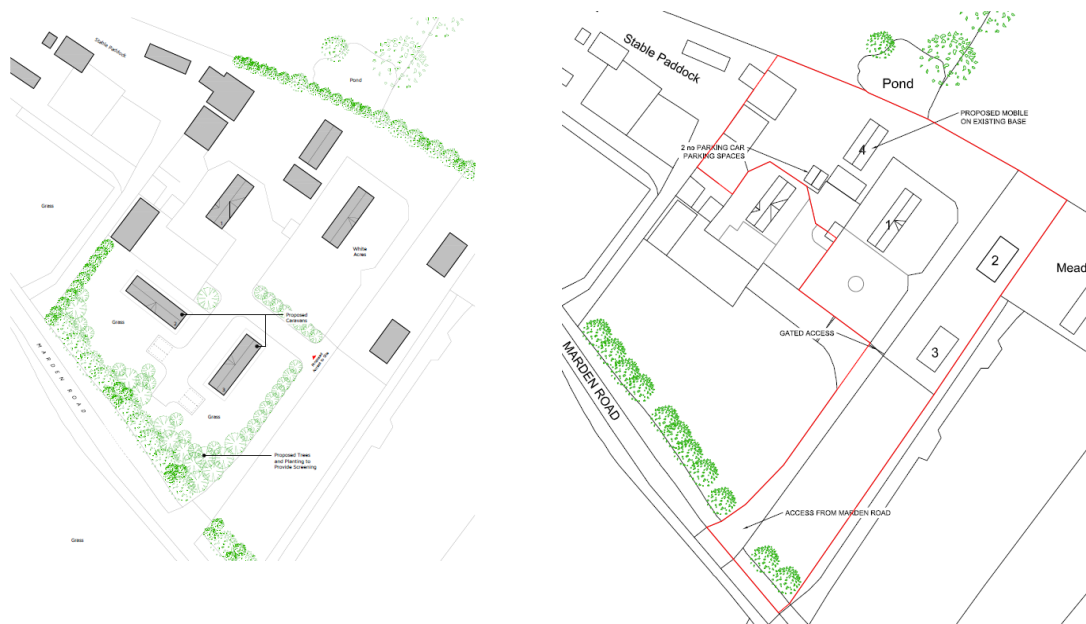 Stable Paddock
Pond
Grass
White
Acres
Proposed
Caravans
Grass
3
MARDEN ROAD
Grass
Proposed Trees
and Planting to
Provide Screening
Grass
Stable Paddock
Pond
PROPOSED MOBILE
ON EXISTING BASE
2 no PARKING CAR
PARKING SPACES
4
1
2
Mead
GATED ACCESS
3
MARDEN ROAD
ACCESS FROM MARDEN ROAD